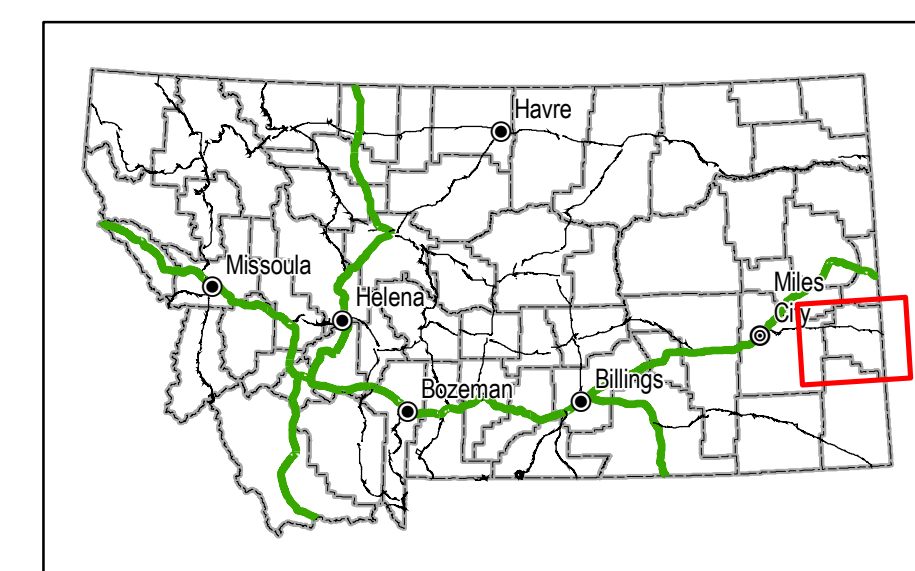 Havre
Missoula
Helena
Miles
City
Billings
Bozeman